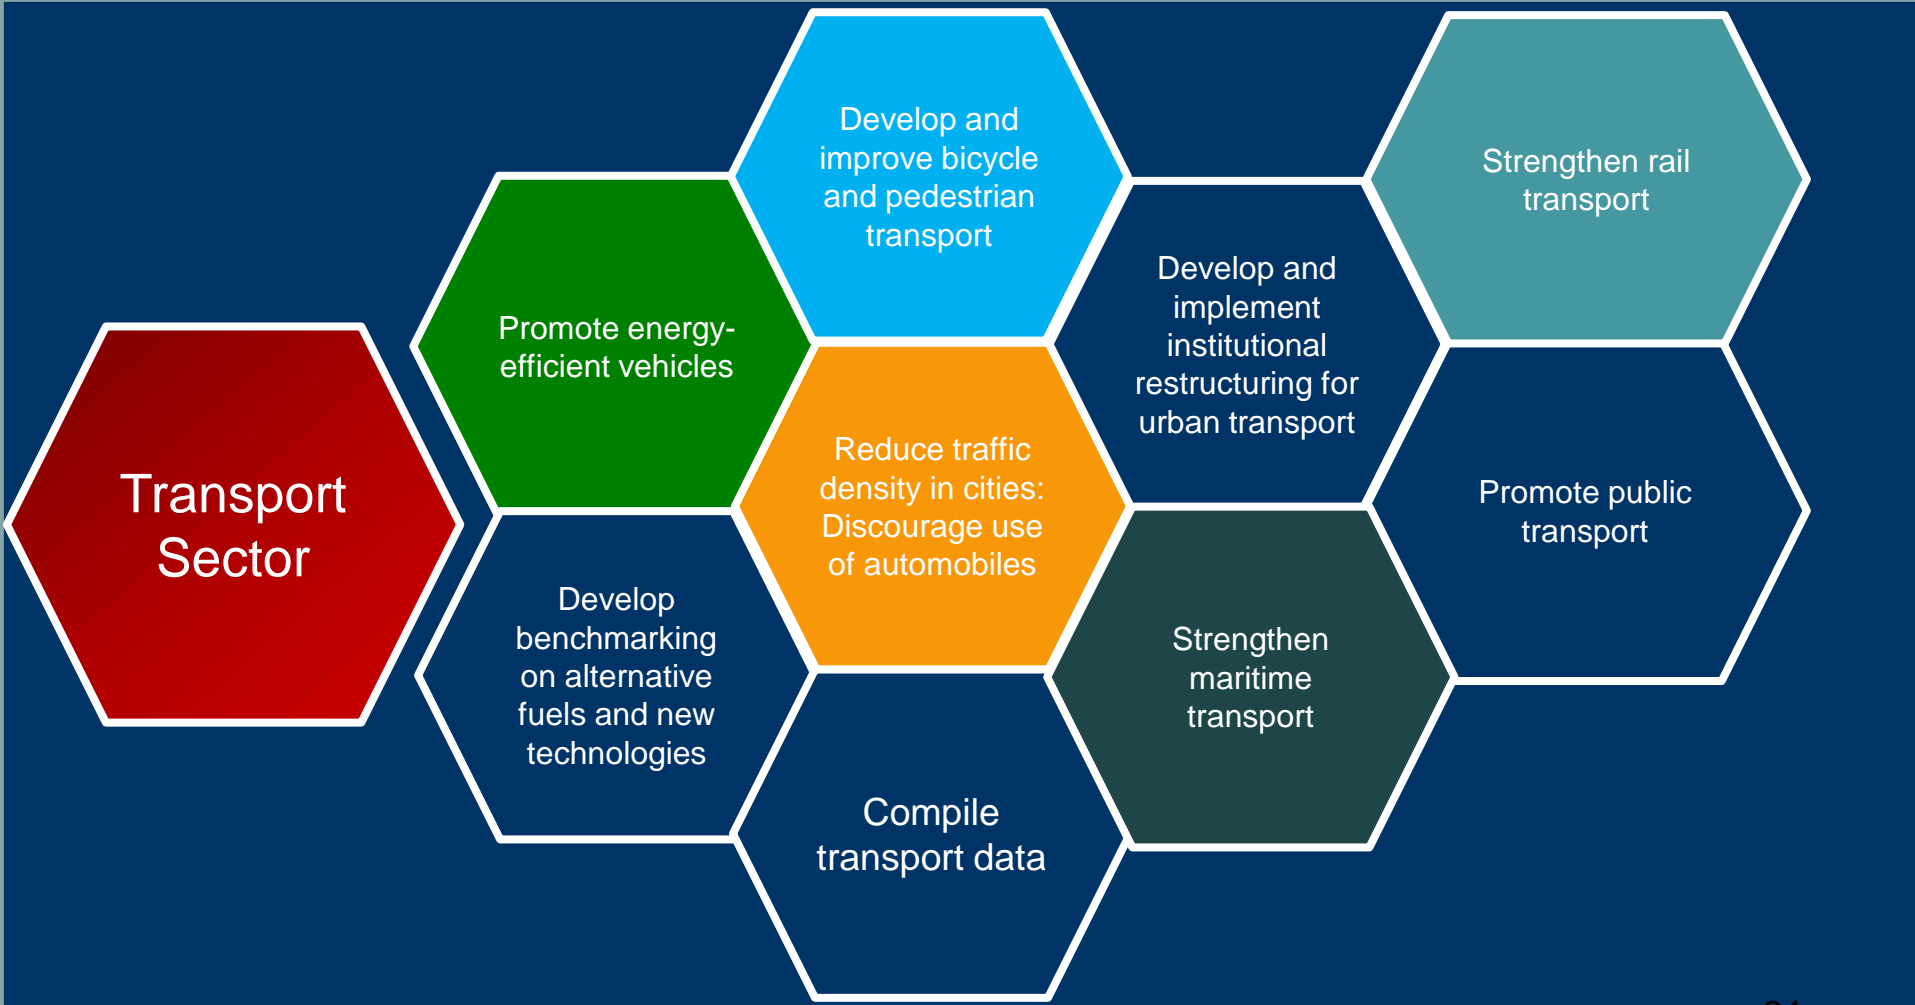 Transport
Sector
Promote energy-
efficient vehicles
Develop
benchmarking
on alternative
fuels and new
technologies
Develop and
improve bicycle
and pedestrian
transport
Reduce traffic
density in cities:
Discourage use
of automobiles
Compile
transport data
Develop and
implement
institutional
restructuring for
urban transport
Strengthen
maritime
transport
Strengthen rail
transport
Promote public
transport